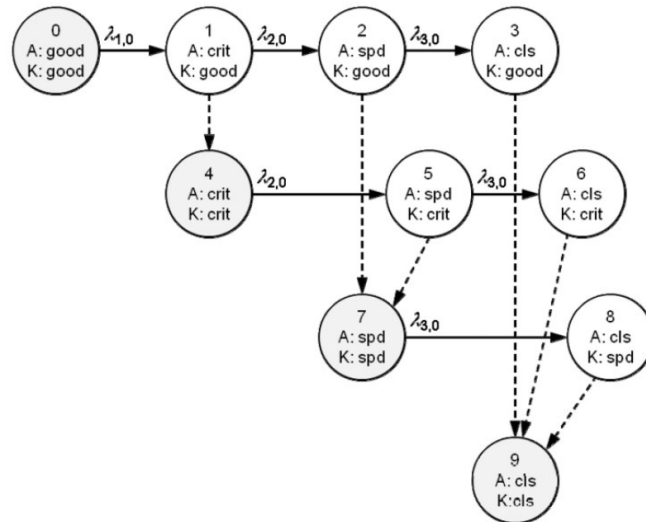 0
A: good
K: good
λ1,0
1
A: crit
K: good
λ2,0
2
A: spd
K: good
λ3,0
3
A: cls
K: good
4
A: crit
K: crit
λ2,0
5
A: spd
K: crit
λ3,0
6
A: cls
K: crit
7
A: spd
K: spd
λ3,0
8
A: cls
K: spd
9
A: cls
K:cls